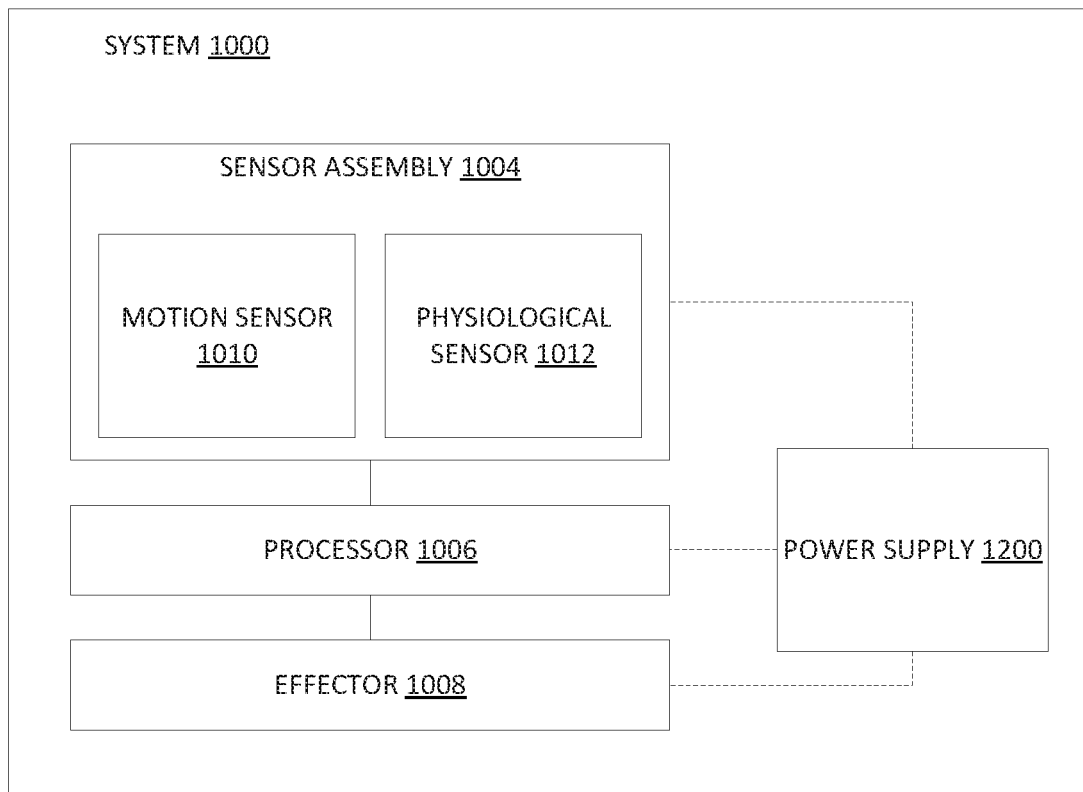 SYSTEM 1000
SENSOR ASSEMBLY 1004
MOTION SENSOR
1010
PHYSIOLOGICAL
SENSOR 1012
PROCESSOR 1006
POWER SUPPLY 1200
EFFECTOR 1008